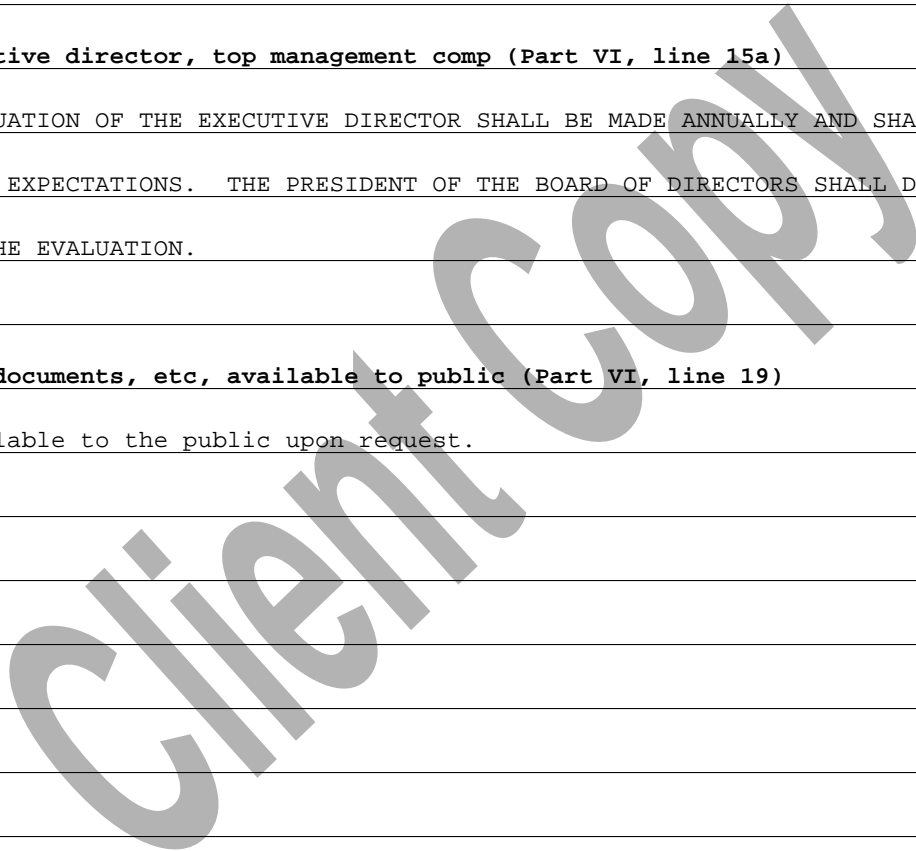 tive director, top management comp (Part VI, line 15a)
UATION OF THE EXECUTIVE DIRECTOR SHALL BE MADE ANNUALLY AND SHA
EXPECTATIONS. THE PRESIDENT OF THE BOARD OF DIRECTORS SHALL D
HE EVALUATION.
documents, etc, available to public (Part VI, line 19)
lable to the public upon request.
Client Copy